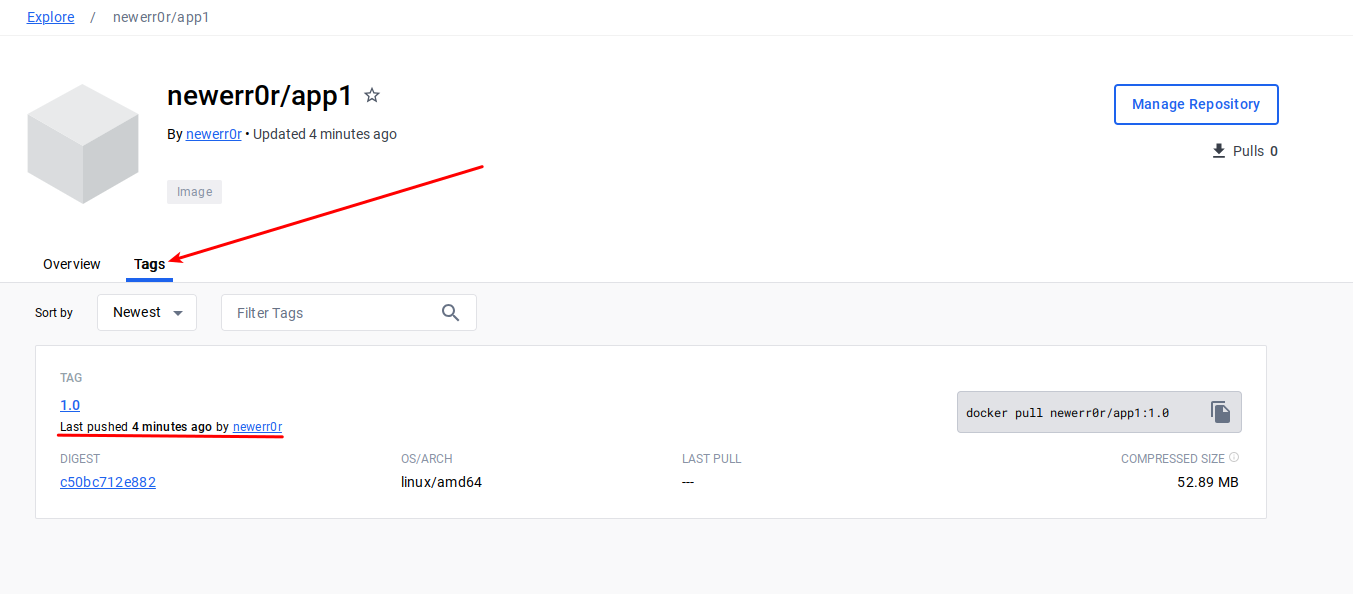 Explore / newerr0r/app1
newerr0r/app1
By newerr0r • Updated 4 minutes ago
Manage Repository
Pulls 0
Image
Overview Tags
Sort by Newest Filter Tags
TAG
1.0
Last pushed 4 minutes ago by newerr0r
docker pull newerr0r/app1:1.0
DIGEST OS/ARCH LAST PULL COMPRESSED SIZE
c50bc712e882 linux/amd64 --- 52.89 MB